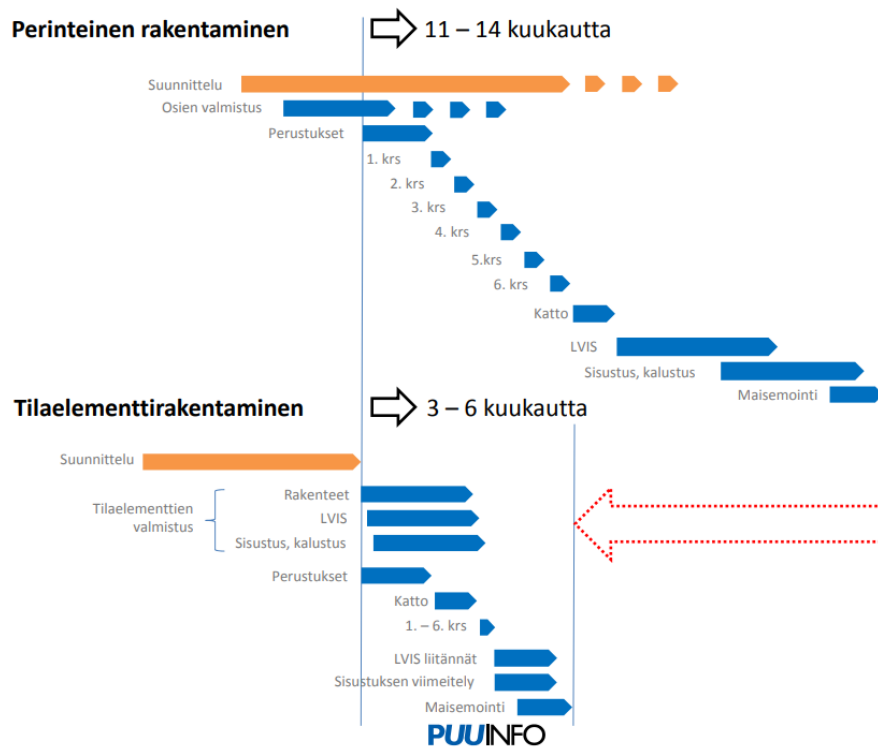 Perinteinen rakentaminen
11 – 14 kuukautta
Suunnittelu
Osien valmistus
Perustukset
1. krs
2. krs
3. krs
4. krs
5.krs
6. krs
Katto
LVIS
Sisustus, kalustus
Maisemointi
Tilaelementtirakentaminen
3 – 6 kuukautta
Suunnittelu
Tilaelementtien
valmistus
Rakenteet
LVIS
Sisustus, kalustus
Perustukset
Katto
1. – 6. krs
LVIS liitännät
Sisustuksen viimeitely
Maisemointi
PUUINFO